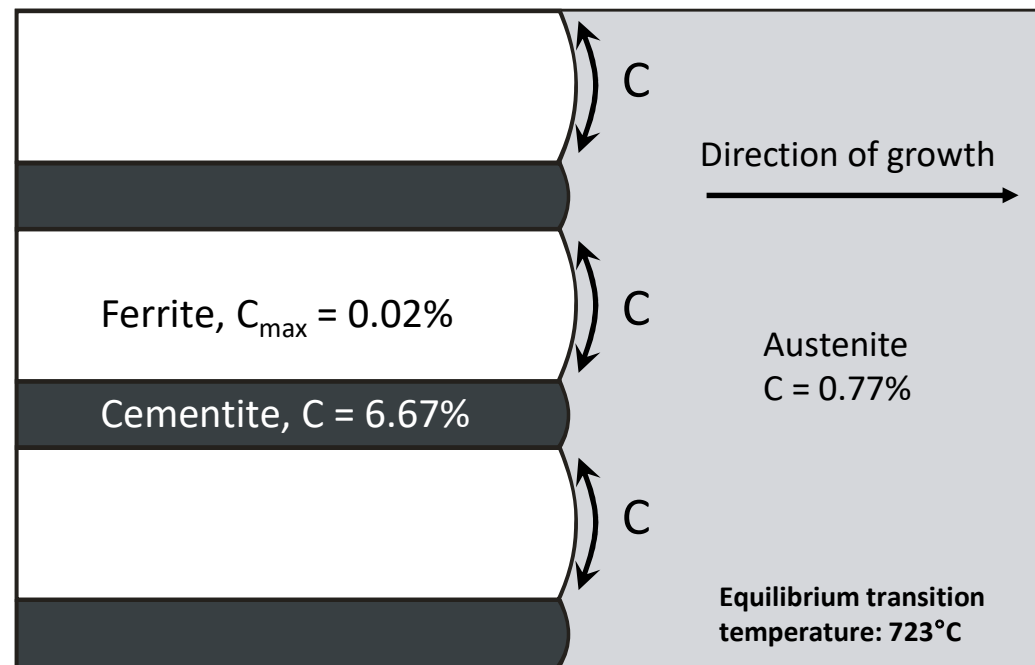 C
Direction of growth
Ferrite, Cmax = 0.02%
C
Austenite
C = 0.77%
Cementite, C = 6.67%
C
Equilibrium transition
temperature: 723°C